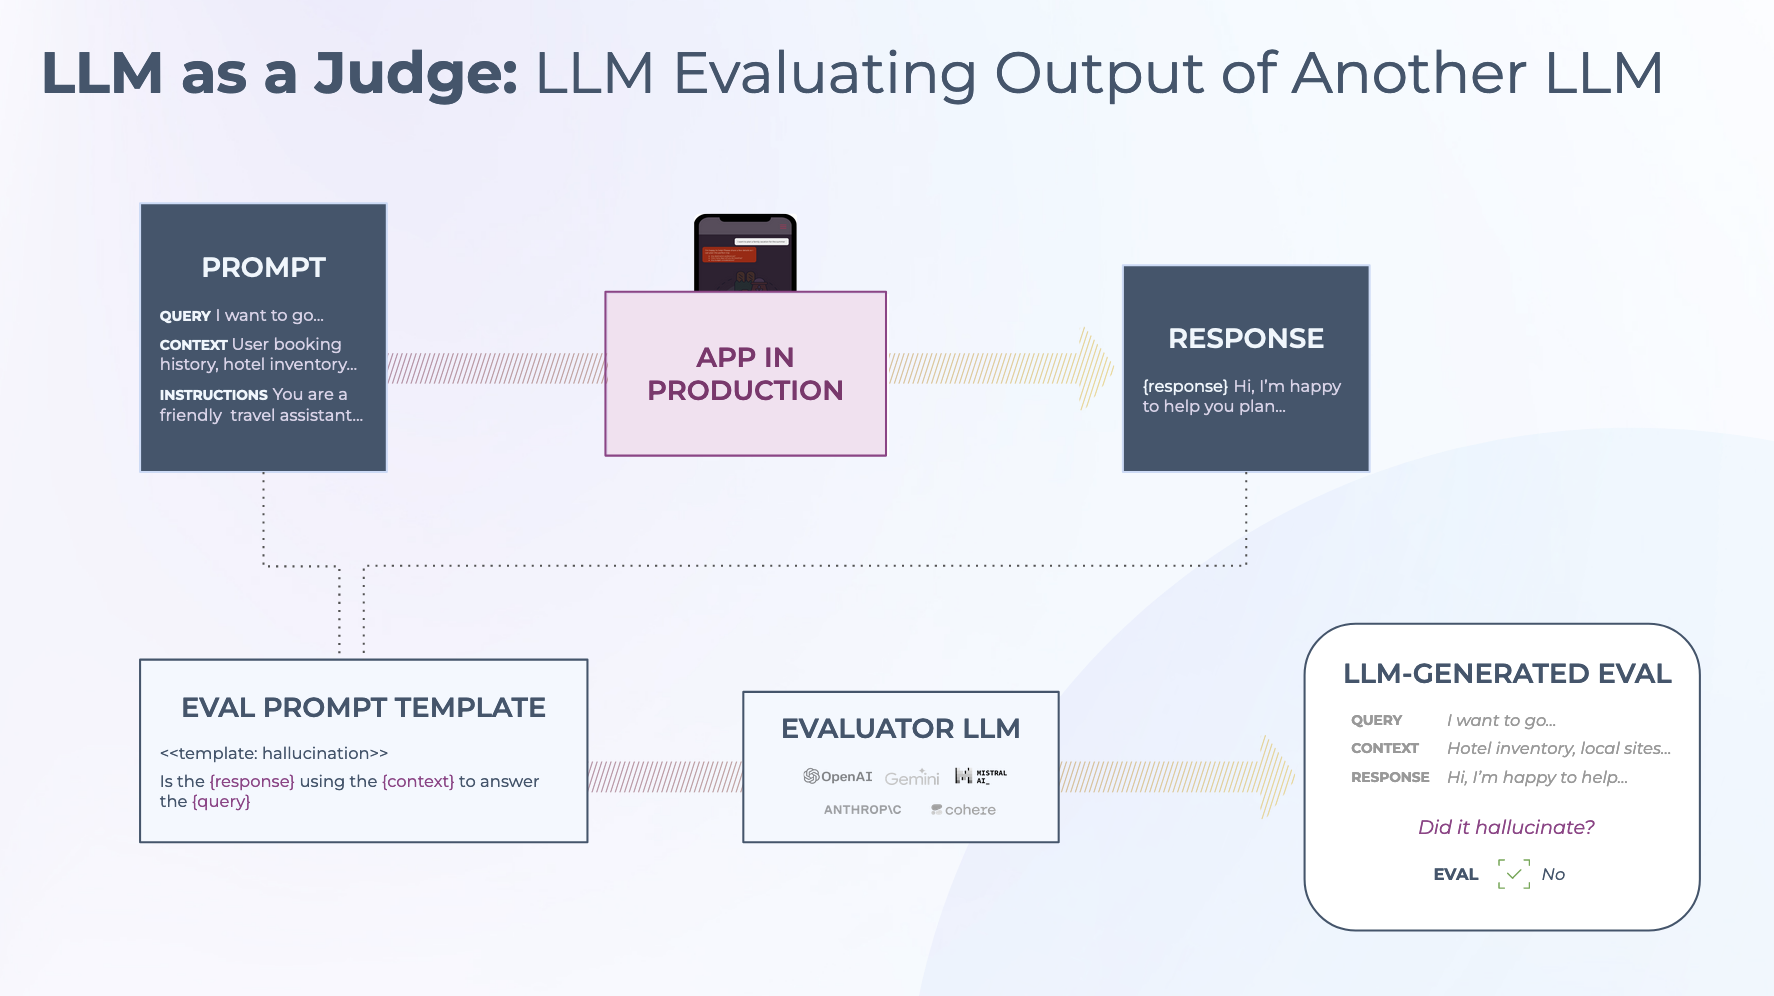 LLM as a Judge: LLM Evaluating Output of Another LLM
PROMPT
QUERY I want to go...
CONTEXT User booking
history, hotel inventory...
INSTRUCTIONS You are a
friendly travel assistant...
APP IN
PRODUCTION
RESPONSE
{response} Hi, I'm happy
to help you plan...
EVAL PROMPT TEMPLATE
<<template: hallucination>>
Is the {response} using the {context} to answer
the {query}
EVALUATOR LLM
OpenAI Gemini MISTRAL
AI_
ANTHROP\C cohere
LLM-GENERATED EVAL
QUERY I want to go...
CONTEXT Hotel inventory, local sites...
RESPONSE Hi, I'm happy to help...
Did it hallucinate?
EVAL No